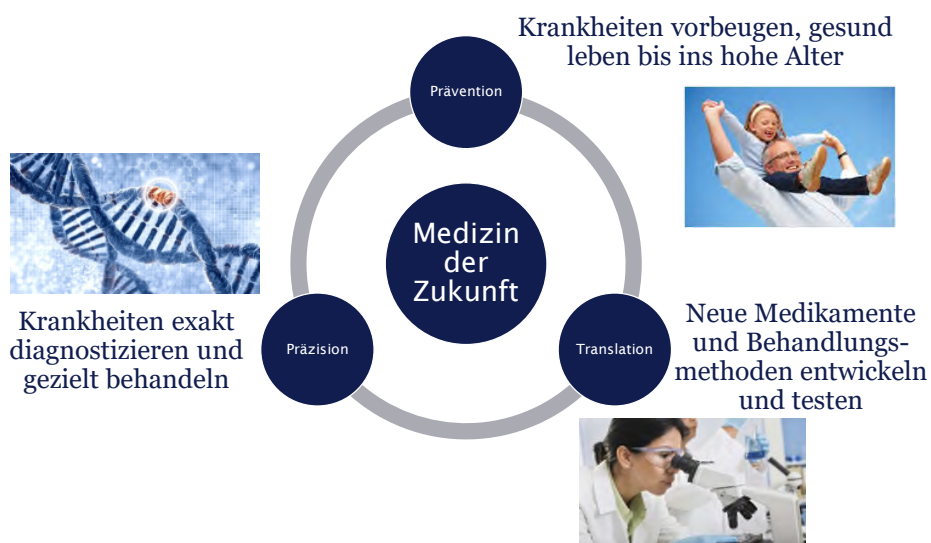 Krankheiten vorbeugen, gesund
leben bis ins hohe Alter
Prävention
Medizin
der
Zukunft
Krankheiten exakt
diagnostizieren und
gezielt behandeln
Präzision
Translation
Neue Medikamente
und Behandlungs-
methoden entwickeln
und testen